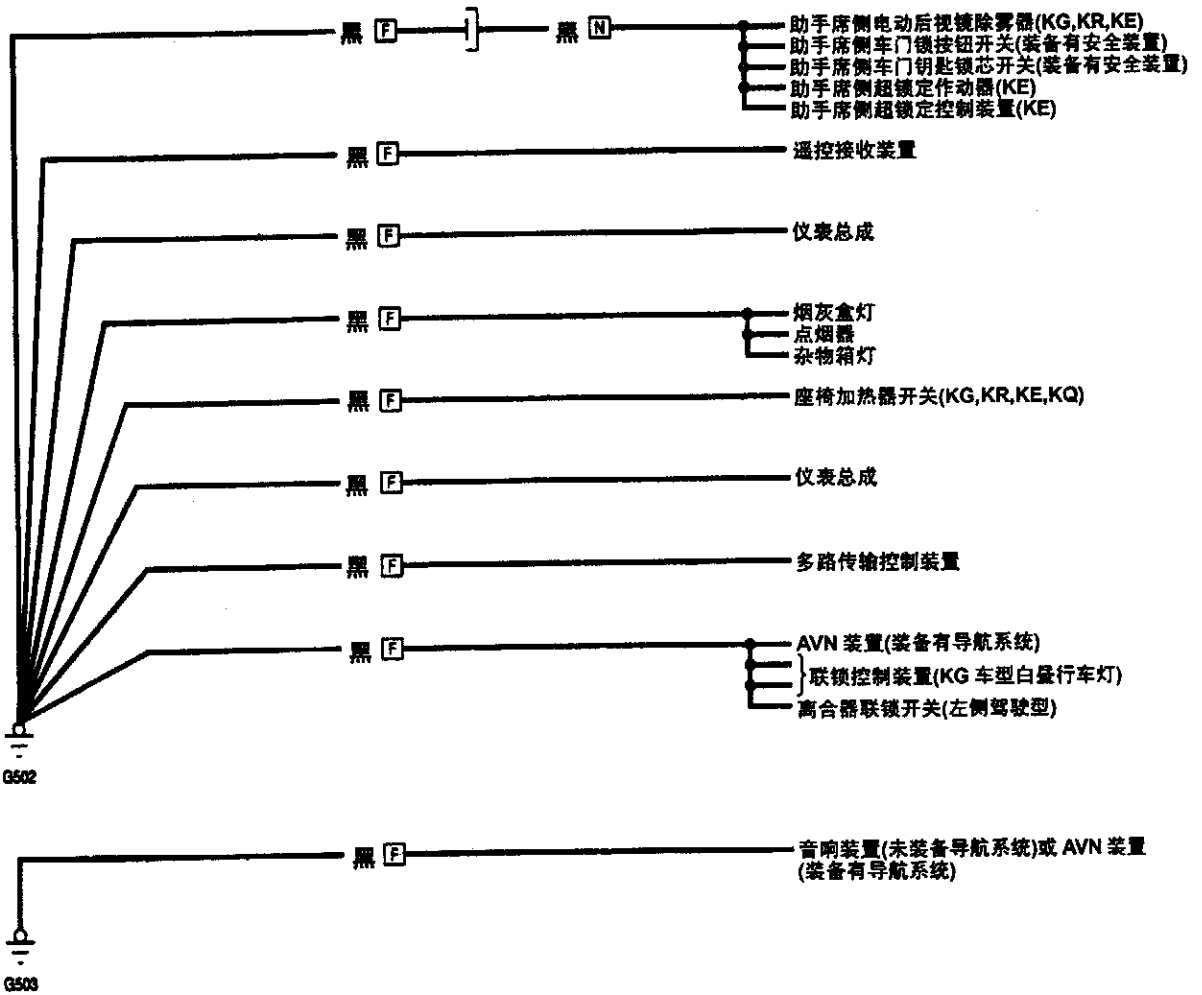 黑 F 黑 N 助手席侧电动后视镜除雾器(KG,KR,KE)
助手席侧车门锁按钮开关(装备有安全装置)
助手席侧车门钥匙锁芯开关(装备有安全装置)
助手席侧超锁定作动器(KE)
助手席侧超锁定控制装置(KE)
黑 F 遥控接收装置
黑 F 仪表总成
黑 F 烟灰盒灯
点烟器
杂物箱灯
黑 F 座椅加热器开关(KG,KR,KE,KQ)
黑 F 仪表总成
黑 F 多路传输控制装置
黑 F AVN 装置(装备有导航系统)
联锁控制装置(KG 车型白昼行车灯)
离合器联锁开关(左侧驾驶型)
G502
黑 F 音响装置(未装备导航系统)或 AVN 装置
(装备有导航系统)
G503